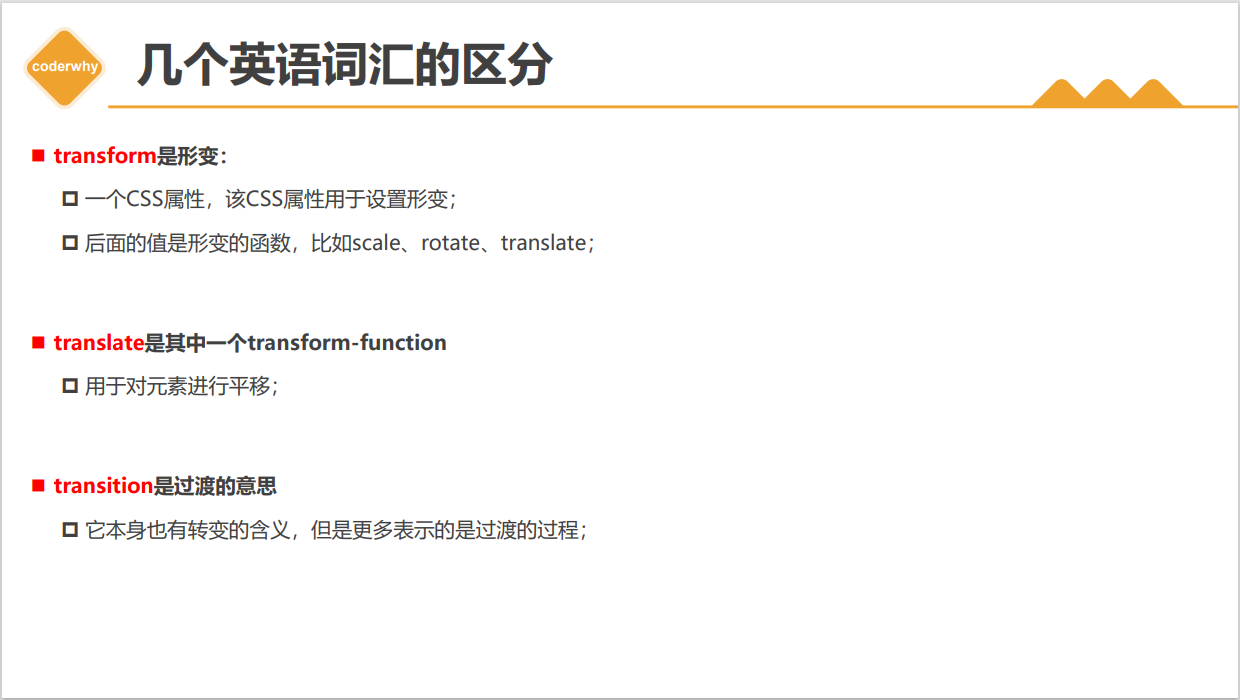 coderwhy
几个英语词汇的区分
transform是形变：
一个CSS属性，该CSS属性用于设置形变；
后面的值是形变的函数，比如scale、rotate、translate；
translate是其中一个transform-function
用于对元素进行平移；
transition是过渡的意思
它本身也有转变的含义，但是更多表示的是过渡的过程；